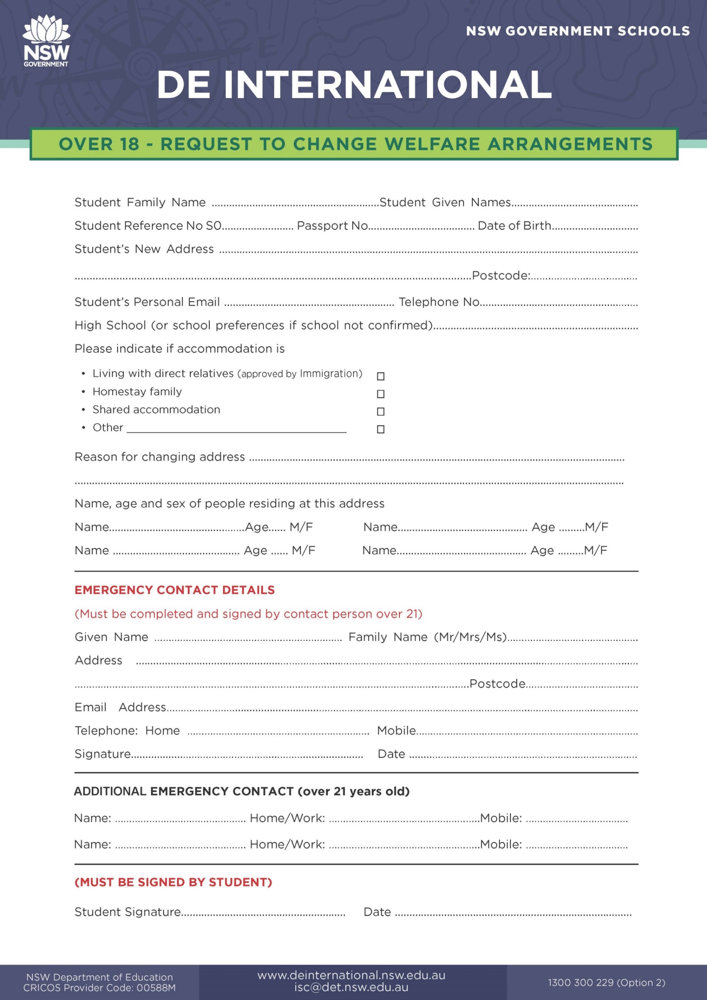 NSW
GOVERNMENT
NSW GOVERNMENT SCHOOLS
DE INTERNATIONAL
OVER 18 - REQUEST TO CHANGE WELFARE ARRANGEMENTS
Student Family Name ..........................................................Student Given Names............................................
Student Reference No S0......................... Passport No..................................... Date of Birth..............................
Student's New Address ..................................................................................................................................................
..........................................................................................................................................Postcode:.....................................
Student's Personal Email ........................................................... Telephone No.......................................................
High School (or school preferences if school not confirmed).......................................................................
Please indicate if accommodation is
• Living with direct relatives (approved by Immigration) □
• Homestay family □
• Shared accommodation □
• Other ____________________________________ □
Reason for changing address ..................................................................................................................................
...............................................................................................................................................................................................
Name, age and sex of people residing at this address
Name...............................................Age...... M/F Name............................................. Age .........M/F
Name ............................................ Age ...... M/F Name............................................. Age .........M/F
EMERGENCY CONTACT DETAILS
(Must be completed and signed by contact person over 21)
Given Name ................................................................. Family Name (Mr/Mrs/Ms).............................................
Address ..............................................................................................................................................................................
.........................................................................................................................................Postcode.......................................
Email Address...................................................................................................................................................................
Telephone: Home ............................................................... Mobile.............................................................................
Signature................................................................................ Date ...............................................................................
ADDITIONAL EMERGENCY CONTACT (over 21 years old)
Name: ............................................. Home/Work: ....................................................Mobile: ...................................
Name: ............................................. Home/Work: ....................................................Mobile: ...................................
(MUST BE SIGNED BY STUDENT)
Student Signature......................................................... Date ..................................................................................
NSW Department of Education
CRICOS Provider Code: 00588M
www.deinternational.nsw.edu.au
isc@det.nsw.edu.au
1300 300 229 (Option 2)